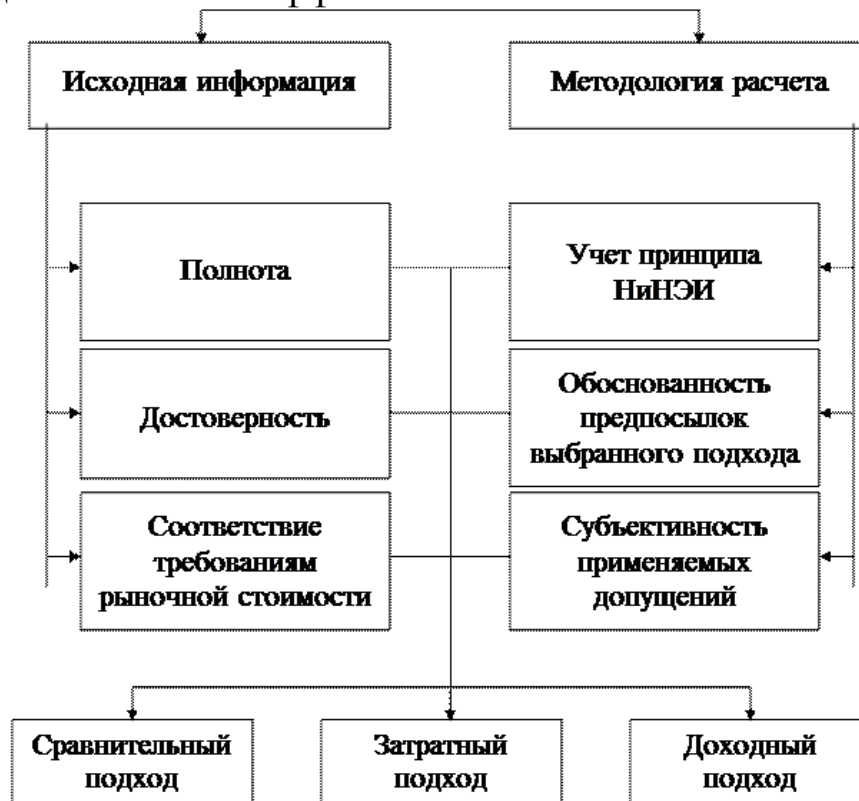 Исходная информация
Методология расчета
Полнота
Учет принципа
НиНЭИ
Достоверность
Обоснованность
предпосылок
выбранного подхода
Соответствие
требованиям
рыночной стоимости
Субъективность
применяемых
допущений
Сравнительный
подход
Затратный
подход
Доходный
подход